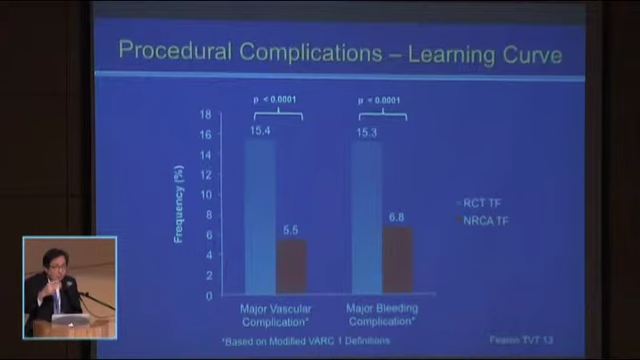 Procedural Complications – Learning Curve
p < 0.0001
p < 0.0001
18
16
14
12
10
8
6
4
2
0
Frequency (%)
15.4
5.5
15.3
6.8
RCT TF
NRCA TF
Major Vascular
Complication*
Major Bleeding
Complication*
*Based on Modified VARC 1 Definitions
Fearon TVT 13